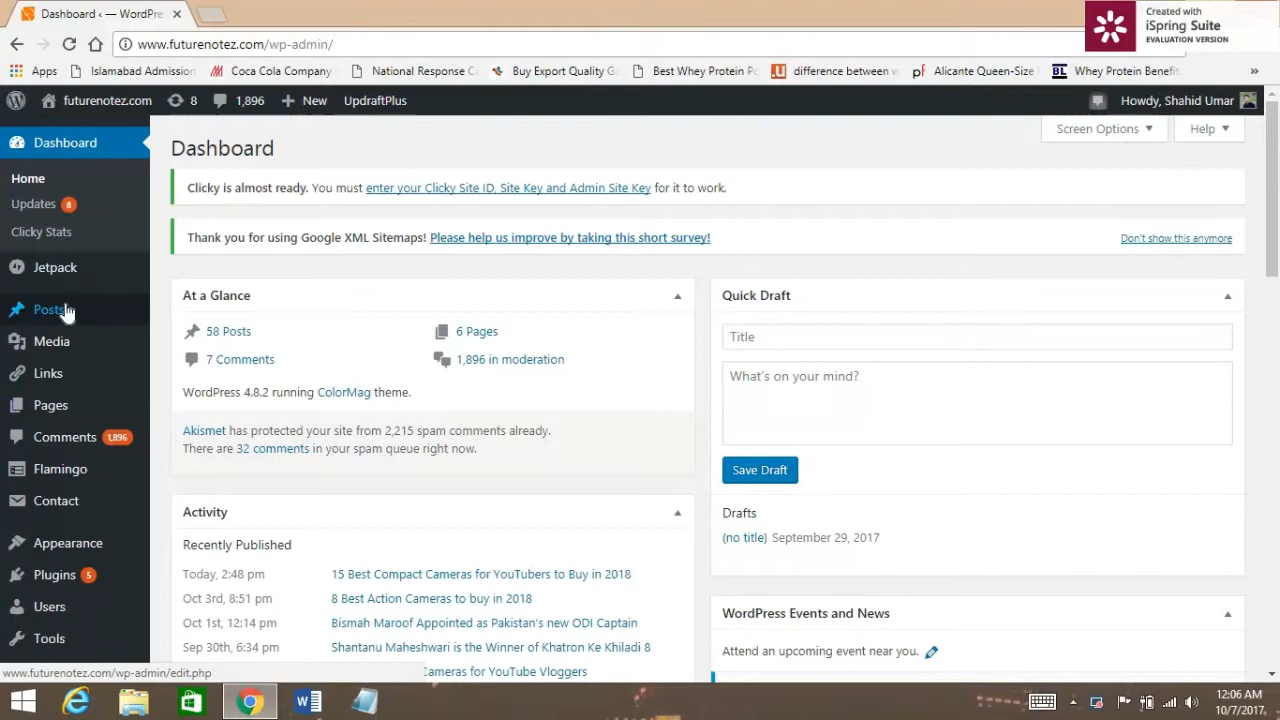 Dashboard ‹ — WordPre
Created with
iSpring Suite
EVALUATION VERSION
www.futurenotez.com/wp-admin/
Apps
Islamabad Admission
Coca Cola Company
National Response C
Buy Export Quality G
Best Whey Protein Po
difference between v
Alicante Queen-Size
Whey Protein Benefit
»
futurenotez.com
8
1,896
New
UpdraftPlus
Howdy, Shahid Umar
Dashboard
Home
Updates 8
Clicky Stats
Jetpack
Posts
Media
Links
Pages
Comments 1,896
Flamingo
Contact
Appearance
Plugins 5
Users
Tools
Dashboard
Screen Options
Help
Clicky is almost ready. You must enter your Clicky Site ID, Site Key and Admin Site Key for it to work.
Thank you for using Google XML Sitemaps! Please help us improve by taking this short survey!
Don't show this anymore
At a Glance
58 Posts
6 Pages
7 Comments
1,896 in moderation
WordPress 4.8.2 running ColorMag theme.
Akismet has protected your site from 2,215 spam comments already.
There are 32 comments in your spam queue right now.
Activity
Recently Published
Today, 2:48 pm 15 Best Compact Cameras for YouTubers to Buy in 2018
Oct 3rd, 8:51 pm 8 Best Action Cameras to buy in 2018
Oct 1st, 12:14 pm Bismah Maroof Appointed as Pakistan's new ODI Captain
Sep 30th, 6:34 pm Shantanu Maheshwari is the Winner of Khatron Ke Khiladi 8
Cameras for YouTube Vloggers
Quick Draft
Title
What's on your mind?
Save Draft
Drafts
(no title) September 29, 2017
WordPress Events and News
Attend an upcoming event near you.
www.futurenotez.com/wp-admin/edit.php
12:06 AM
10/7/2017